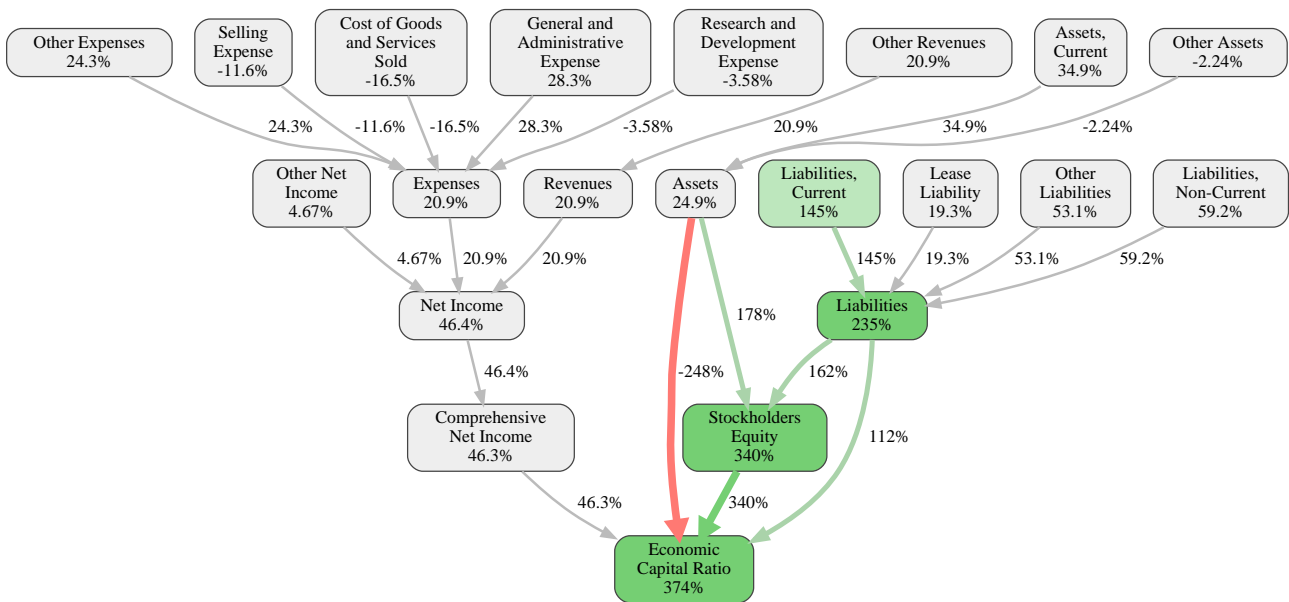 Other Expenses
24.3%
Selling
Expense
-11.6%
Cost of Goods
and Services
Sold
-16.5%
General and
Administrative
Expense
28.3%
Research and
Development
Expense
-3.58%
Other Revenues
20.9%
Assets,
Current
34.9%
Other Assets
-2.24%
24.3%
-11.6%
-16.5%
28.3%
-3.58%
20.9%
34.9%
-2.24%
Other Net
Income
4.67%
Expenses
20.9%
Revenues
20.9%
Assets
24.9%
Liabilities,
Current
145%
Lease
Liability
19.3%
Other
Liabilities
53.1%
Liabilities,
Non-Current
59.2%
4.67%
20.9%
20.9%
145%
19.3%
53.1%
59.2%
Net Income
46.4%
178%
Liabilities
235%
46.4%
-248%
162%
Comprehensive
Net Income
46.3%
Stockholders
Equity
340%
112%
46.3%
340%
Economic
Capital Ratio
374%